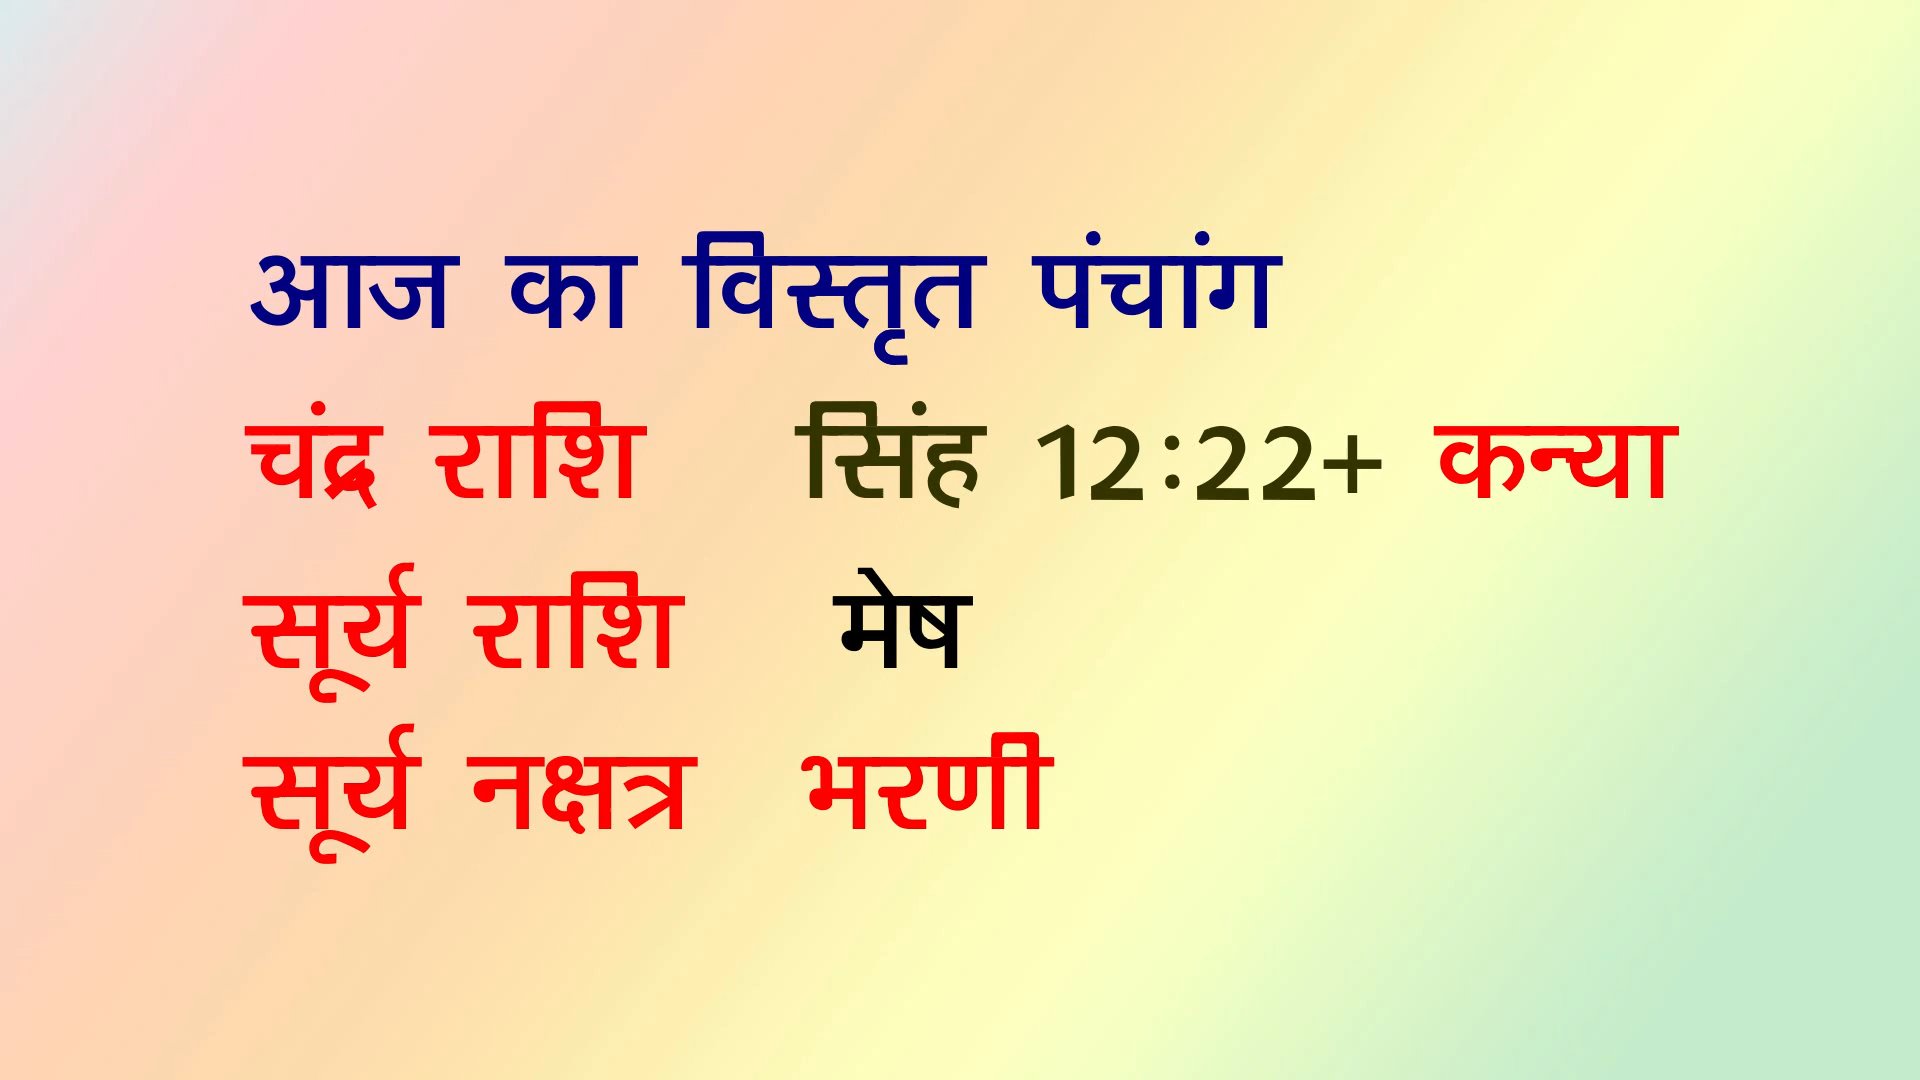 आज का विस्तृत पंचांग
चंद्र राशि सिंह 12:22+ कन्या
सूर्य राशि मेष
सूर्य नक्षत्र भरणी